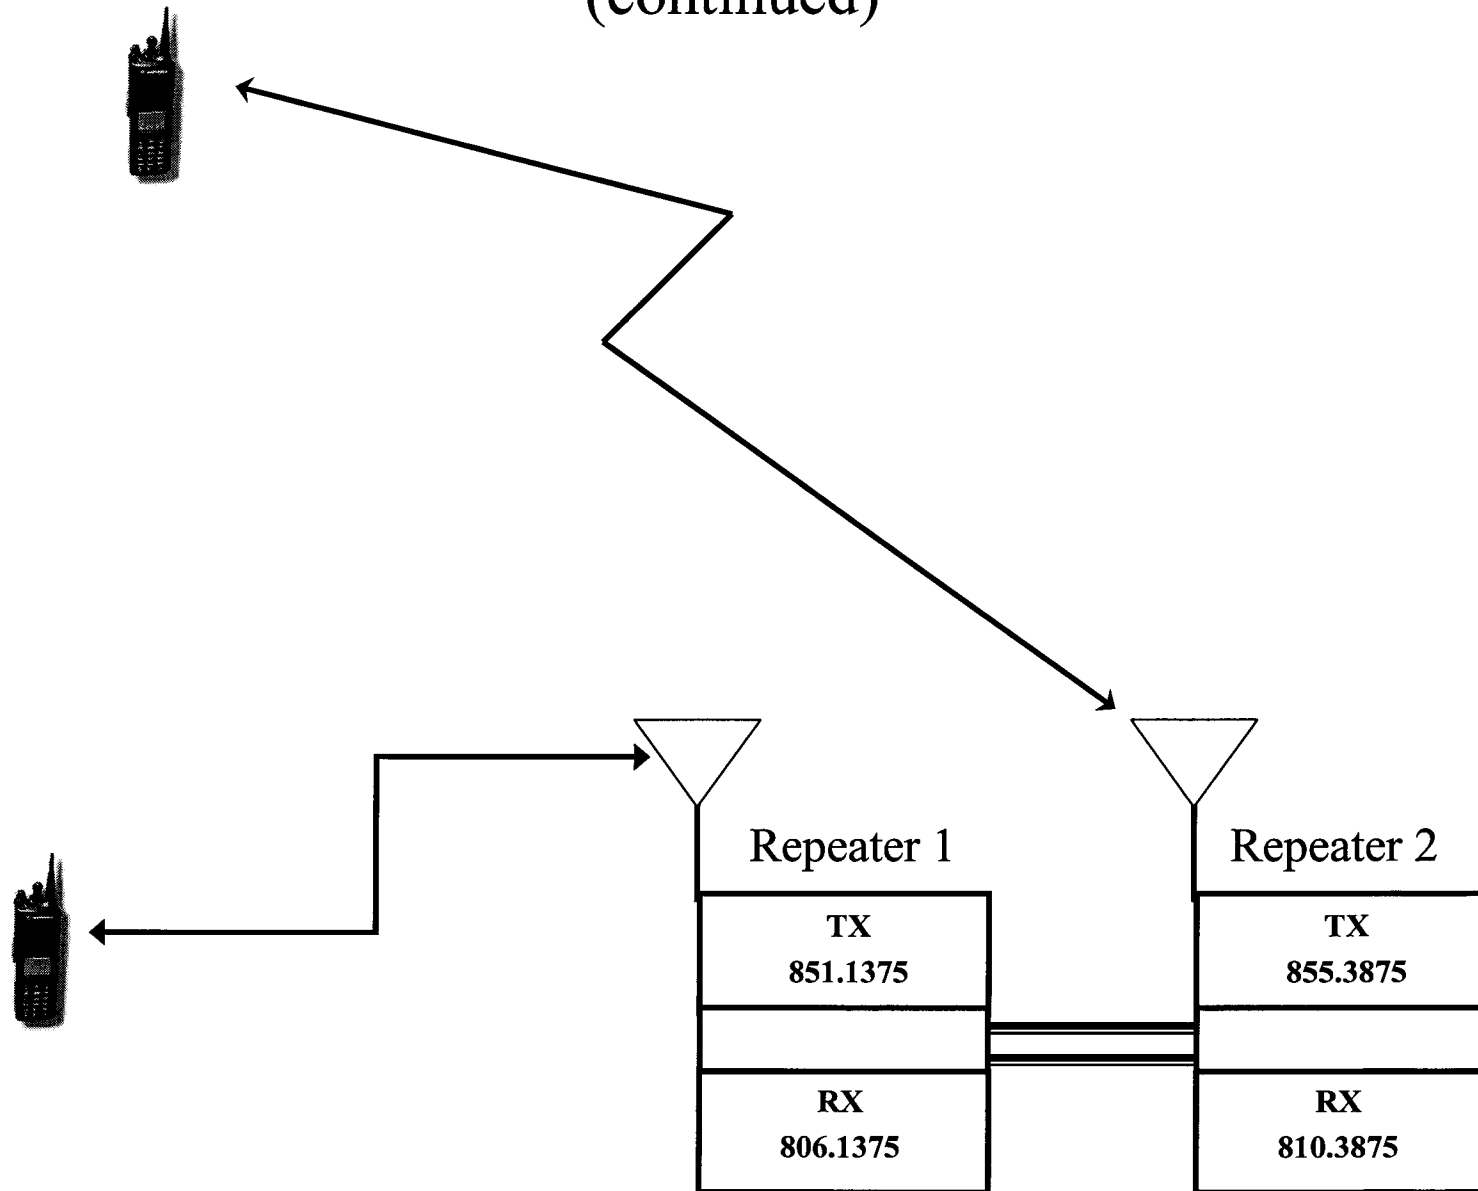 (continued)
Repeater 1
Repeater 2
TX
851.1375
TX
855.3875
RX
806.1375
RX
810.3875